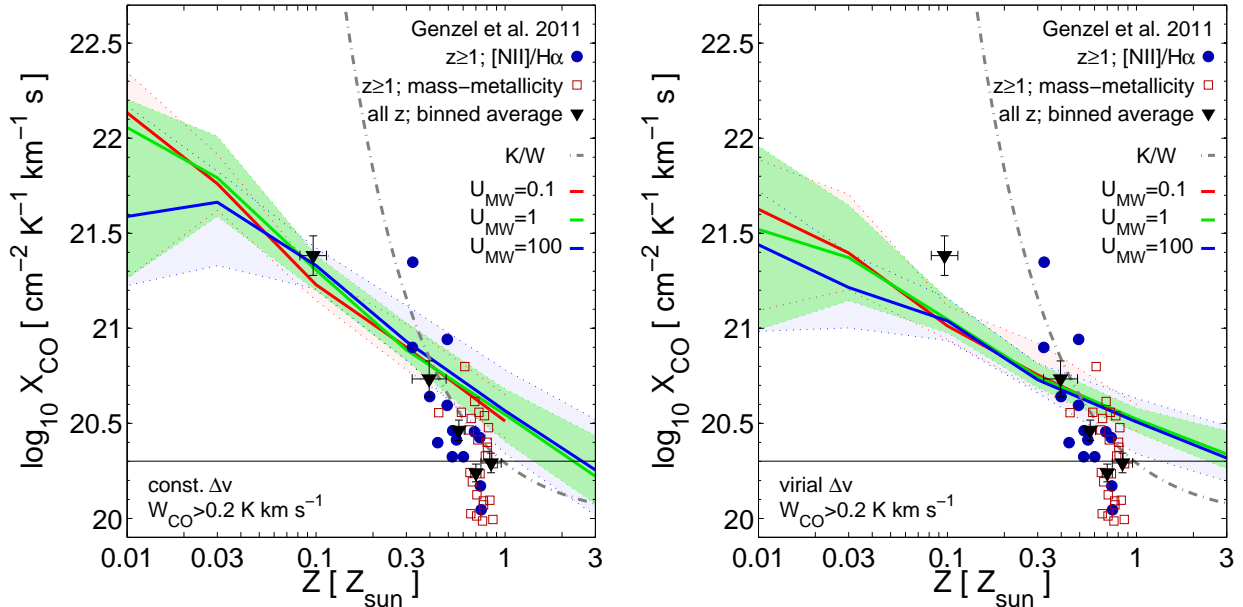 22.5
22
21.5
21
20.5
20
log₁₀ X_CO [ cm⁻² K⁻¹ km⁻¹ s]
Genzel et al. 2011
z≥1; [NII]/Hα
z≥1; mass−metallicity
all z; binned average
K/W
U_MW=0.1
U_MW=1
U_MW=100
const. Δv
W_CO>0.2 K km s⁻¹
0.01 0.03 0.1 0.3 1 3
Z [ Z_sun ]
22.5
22
21.5
21
20.5
20
log₁₀ X_CO [ cm⁻² K⁻¹ km⁻¹ s]
Genzel et al. 2011
z≥1; [NII]/Hα
z≥1; mass−metallicity
all z; binned average
K/W
U_MW=0.1
U_MW=1
U_MW=100
virial Δv
W_CO>0.2 K km s⁻¹
0.01 0.03 0.1 0.3 1 3
Z [ Z_sun ]